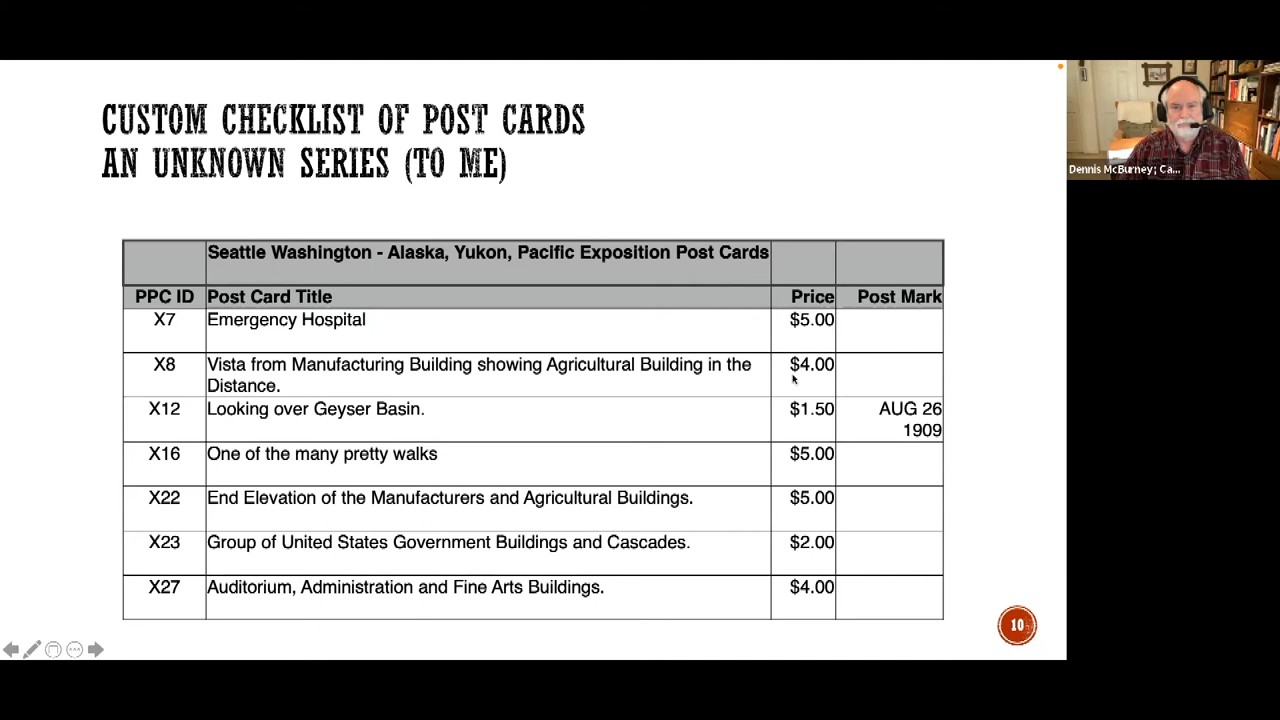 CUSTOM CHECKLIST OF POST CARDS
AN UNKNOWN SERIES (TO ME)
Dennis McBurney; Ca...
Seattle Washington - Alaska, Yukon, Pacific Exposition Post Cards
PPC ID Post Card Title Price Post Mark
X7 Emergency Hospital $5.00
X8 Vista from Manufacturing Building showing Agricultural Building in the $4.00
Distance.
X12 Looking over Geyser Basin. $1.50 AUG 26
1909
X16 One of the many pretty walks $5.00
X22 End Elevation of the Manufacturers and Agricultural Buildings. $5.00
X23 Group of United States Government Buildings and Cascades. $2.00
X27 Auditorium, Administration and Fine Arts Buildings. $4.00
10